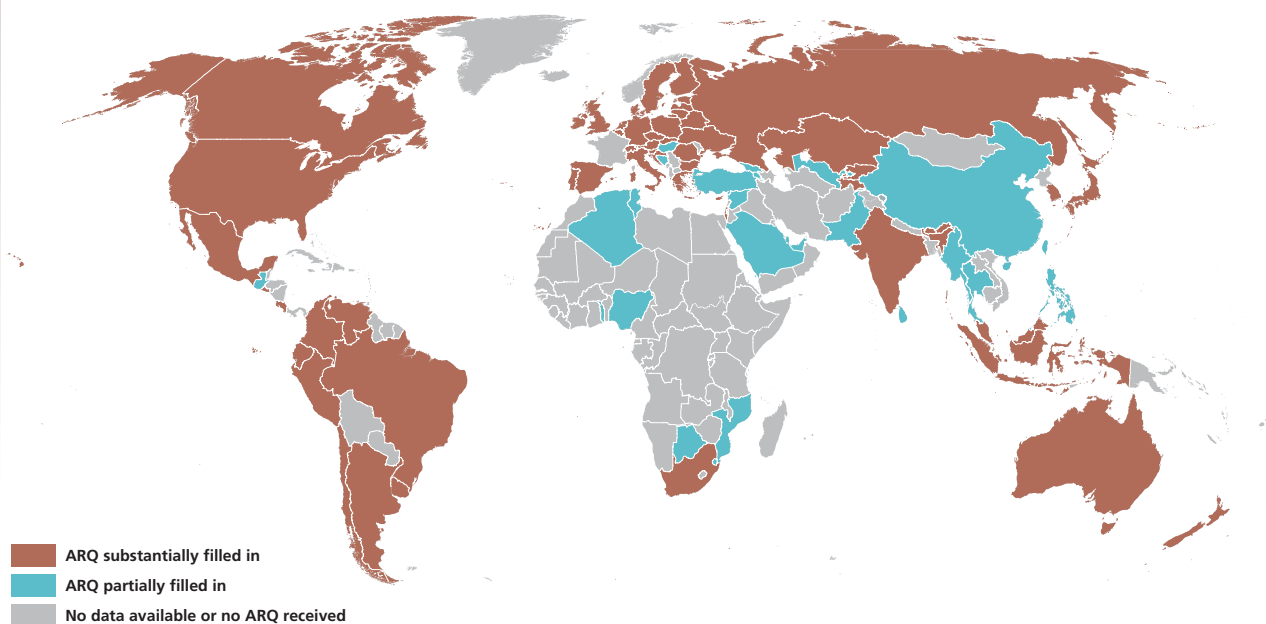 ARQ substantially filled in
ARQ partially filled in
No data available or no ARQ received